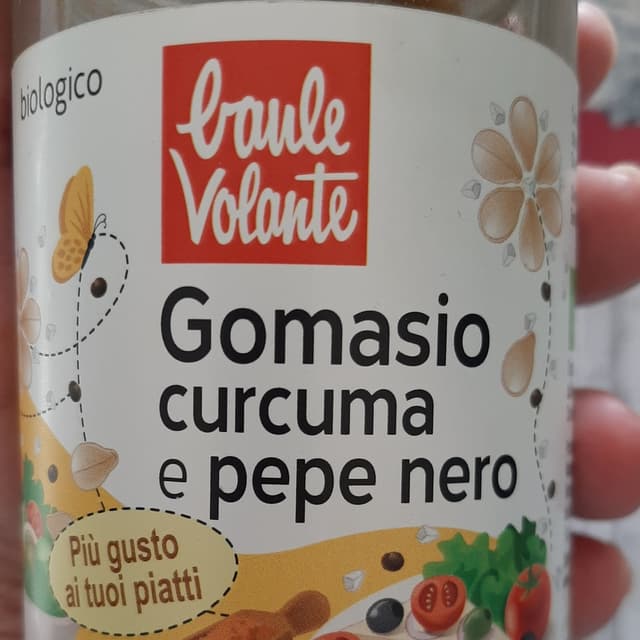 biologico
baule
Volante
Gomasio
curcuma
e pepe nero
Più gusto
ai tuoi piatti